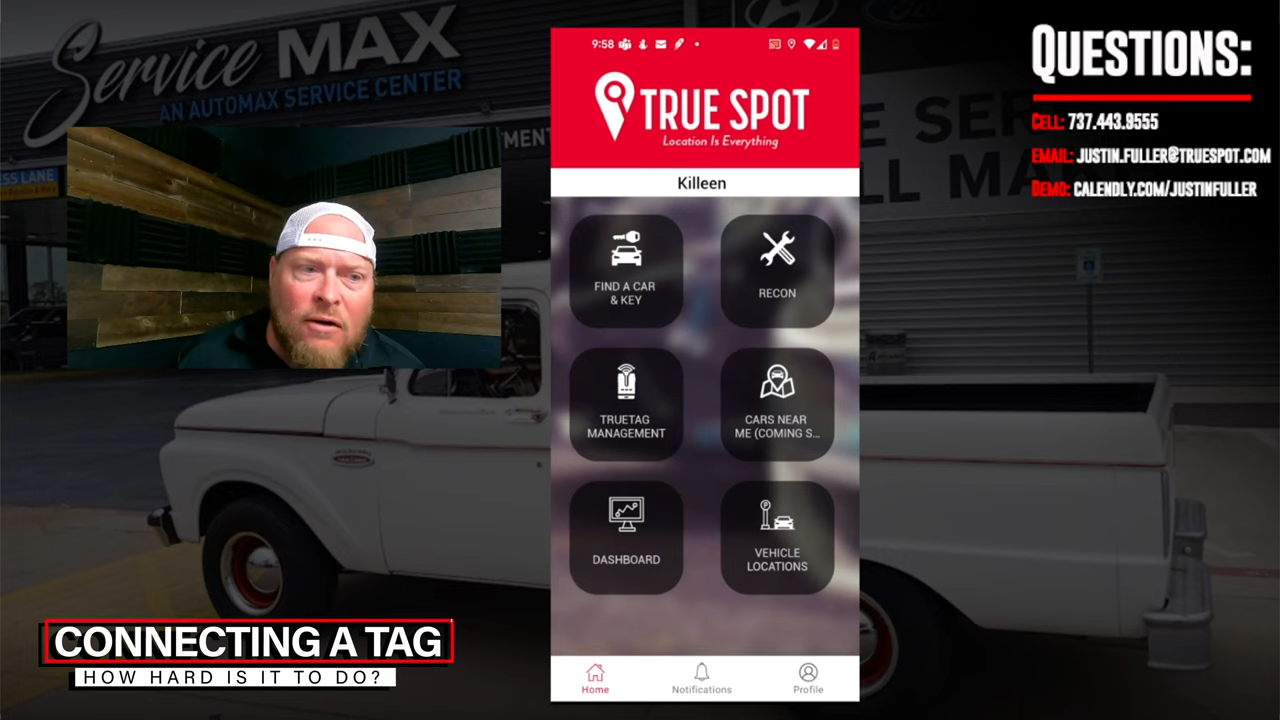 Service MAX
AN AUTOMAX SERVICE CENTER
9:58
TRUE SPOT
Location Is Everything
Killeen
FIND A CAR
& KEY
RECON
TRUETAG
MANAGEMENT
CARS NEAR
ME (COMING S...
DASHBOARD
VEHICLE
LOCATIONS
Home
Notifications
Profile
QUESTIONS:
CELL: 737.443.9555
EMAIL: JUSTIN.FULLER@TRUESPOT.COM
DEMO: CALENDLY.COM/JUSTINFULLER
CONNECTING A TAG
HOW HARD IS IT TO DO?